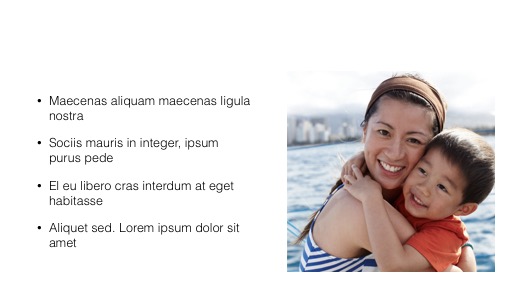 • Maecenas aliquam maecenas ligula
nostra
• Sociis mauris in integer, ipsum
purus pede
• El eu libero cras interdum at eget
habitasse
• Aliquet sed. Lorem ipsum dolor sit
amet